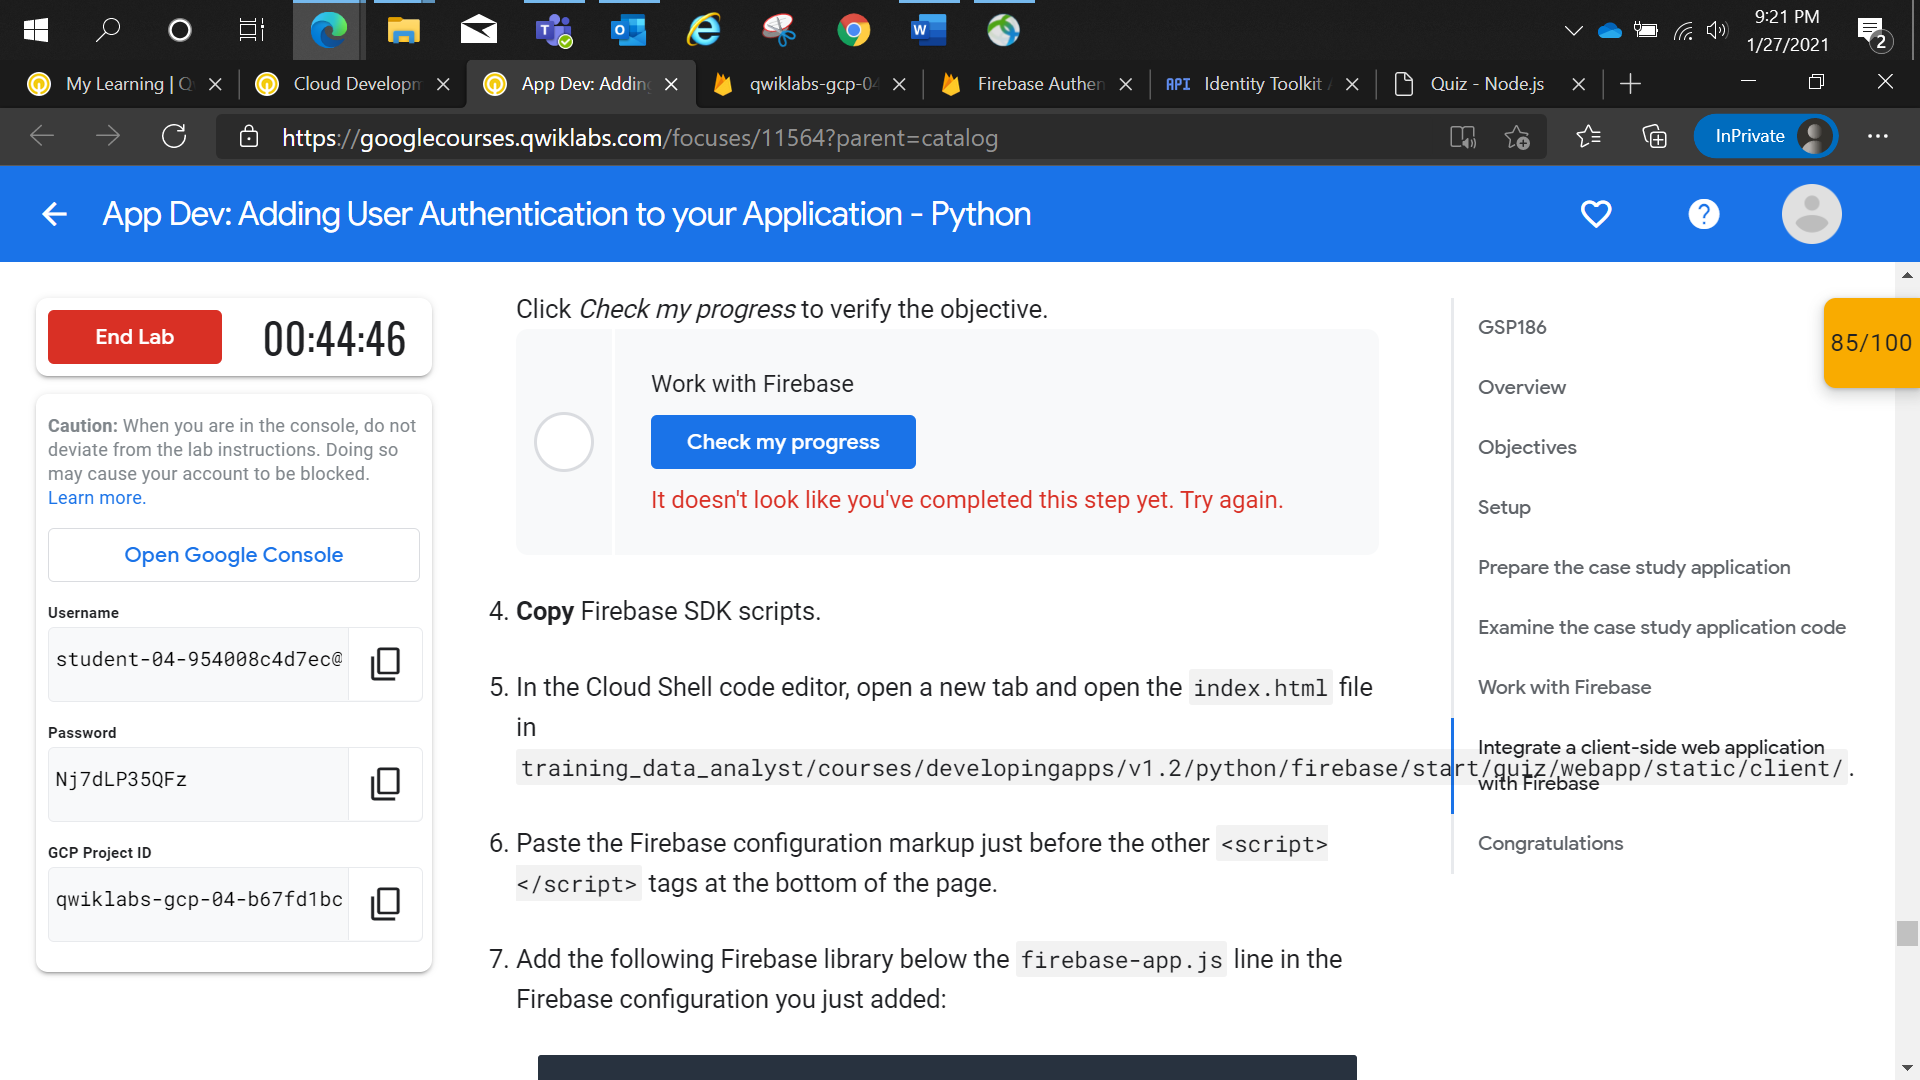 9:21 PM
1/27/2021
2
My Learning | Q
Cloud Developm
App Dev: Adding
qwiklabs-gcp-04
Firebase Authen
API Identity Toolkit
Quiz - Node.js
https://googlecourses.qwiklabs.com/focuses/11564?parent=catalog
InPrivate
App Dev: Adding User Authentication to your Application - Python
End Lab
00:44:46
Caution: When you are in the console, do not
deviate from the lab instructions. Doing so
may cause your account to be blocked.
Learn more.
Open Google Console
Username
student-04-954008c4d7ec@
Password
Nj7dLP35QFz
GCP Project ID
qwiklabs-gcp-04-b67fd1bc
Click Check my progress to verify the objective.
Work with Firebase
Check my progress
It doesn't look like you've completed this step yet. Try again.
4. Copy Firebase SDK scripts.
5. In the Cloud Shell code editor, open a new tab and open the index.html file
in
training_data_analyst/courses/developingapps/v1.2/python/firebase/start/quiz/webapp/static/client/.
6. Paste the Firebase configuration markup just before the other <script>
</script> tags at the bottom of the page.
7. Add the following Firebase library below the firebase-app.js line in the
Firebase configuration you just added:
GSP186
Overview
Objectives
Setup
Prepare the case study application
Examine the case study application code
Work with Firebase
Integrate a client-side web application
with Firebase
Congratulations
85/100